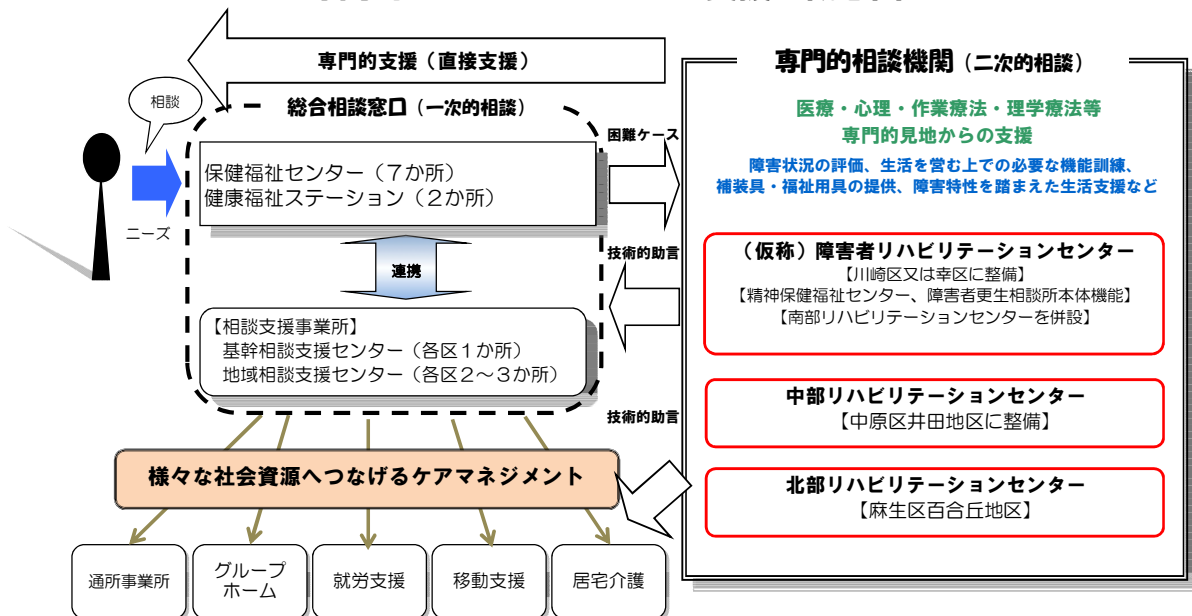 専門的支援（直接支援）
相談
ニーズ
総合相談窓口（一次的相談）
保健福祉センター（７か所）
健康福祉ステーション（２か所）
連携
【相談支援事業所】
基幹相談支援センター（各区１か所）
地域相談支援センター（各区２～３か所）
困難ケース
技術的助言
技術的助言
専門的相談機関（二次的相談）
医療・心理・作業療法・理学療法等
専門的見地からの支援
障害状況の評価、生活を営む上での必要な機能訓練、
補装具・福祉用具の提供、障害特性を踏まえた生活支援など
（仮称）障害者リハビリテーションセンター
【川崎区又は幸区に整備】
【精神保健福祉センター、障害者更生相談所本体機能】
【南部リハビリテーションセンターを併設】
中部リハビリテーションセンター
【中原区井田地区に整備】
北部リハビリテーションセンター
【麻生区百合丘地区】
様々な社会資源へつなげるケアマネジメント
通所事業所
グループ
ホーム
就労支援
移動支援
居宅介護